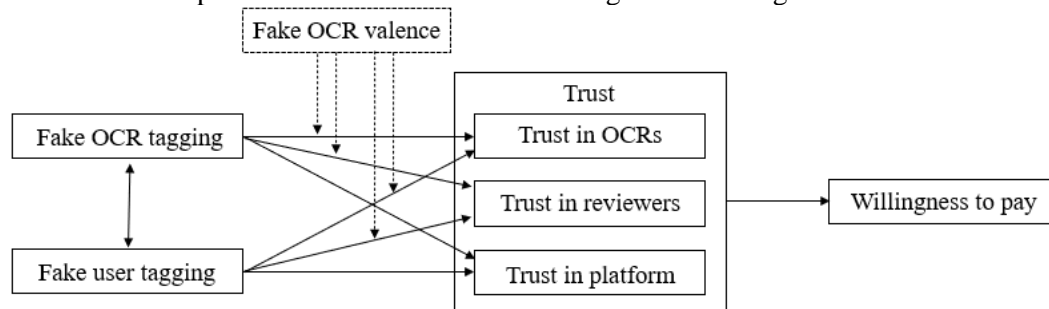 Fake OCR valence
Trust
Fake OCR tagging
Trust in OCRs
Trust in reviewers
Willingness to pay
Fake user tagging
Trust in platform